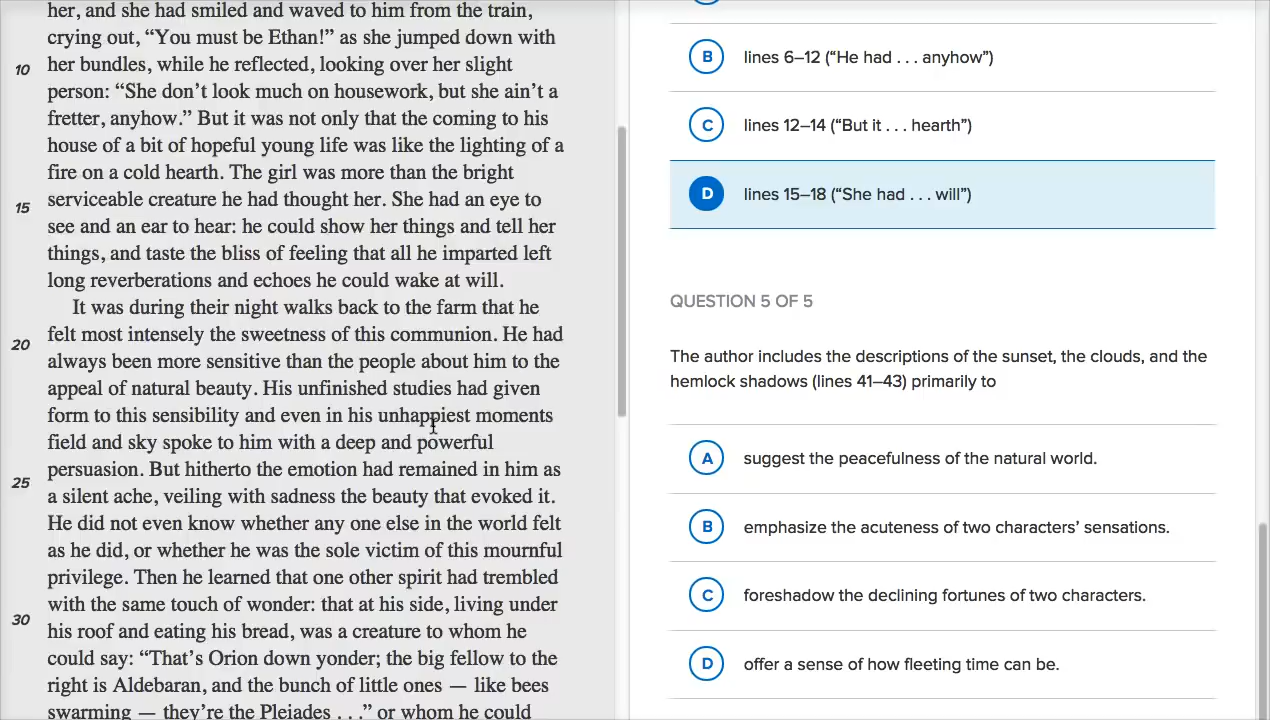 her, and she had smiled and waved to him from the train,
crying out, “You must be Ethan!” as she jumped down with
10 her bundles, while he reflected, looking over her slight
person: “She don’t look much on housework, but she ain’t a
fretter, anyhow.” But it was not only that the coming to his
house of a bit of hopeful young life was like the lighting of a
fire on a cold hearth. The girl was more than the bright
15 serviceable creature he had thought her. She had an eye to
see and an ear to hear: he could show her things and tell her
things, and taste the bliss of feeling that all he imparted left
long reverberations and echoes he could wake at will.
It was during their night walks back to the farm that he
20 felt most intensely the sweetness of this communion. He had
always been more sensitive than the people about him to the
appeal of natural beauty. His unfinished studies had given
form to this sensibility and even in his unhappiest moments
field and sky spoke to him with a deep and powerful
25 persuasion. But hitherto the emotion had remained in him as
a silent ache, veiling with sadness the beauty that evoked it.
He did not even know whether any one else in the world felt
as he did, or whether he was the sole victim of this mournful
privilege. Then he learned that one other spirit had trembled
30 with the same touch of wonder: that at his side, living under
his roof and eating his bread, was a creature to whom he
could say: “That’s Orion down yonder; the big fellow to the
right is Aldebaran, and the bunch of little ones — like bees
swarming — they’re the Pleiades . . .” or whom he could
B lines 6–12 (“He had . . . anyhow”)
C lines 12–14 (“But it . . . hearth”)
D lines 15–18 (“She had . . . will”)
QUESTION 5 OF 5
The author includes the descriptions of the sunset, the clouds, and the
hemlock shadows (lines 41–43) primarily to
A suggest the peacefulness of the natural world.
B emphasize the acuteness of two characters’ sensations.
C foreshadow the declining fortunes of two characters.
D offer a sense of how fleeting time can be.